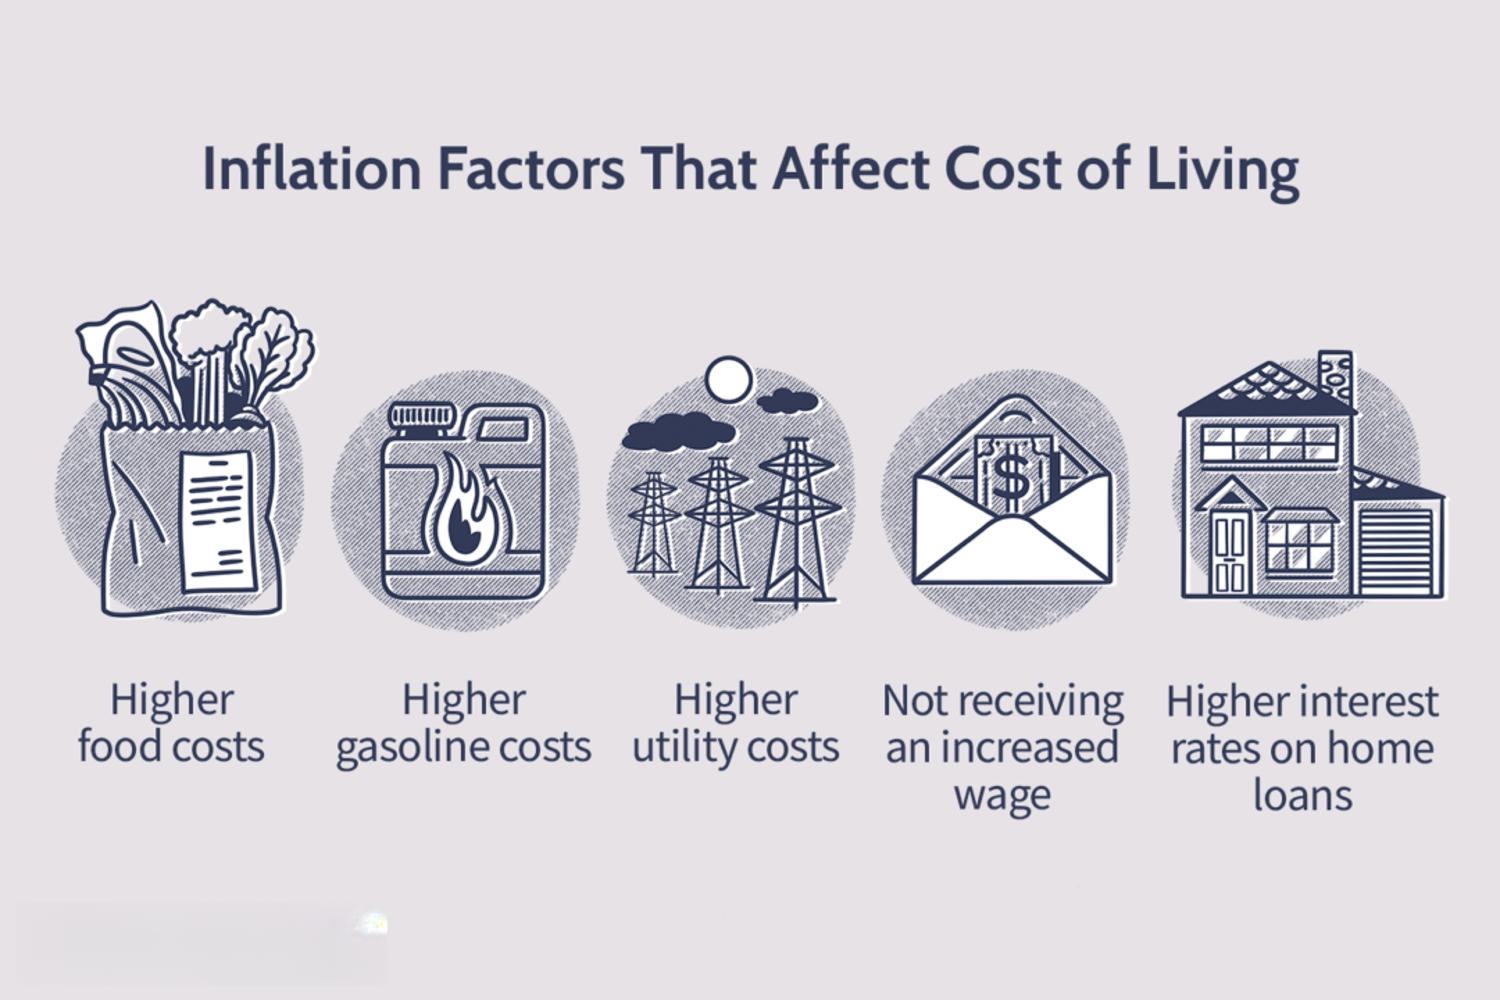 Inflation Factors That Affect Cost of Living
$
Higher
food costs
Higher
gasoline costs
Higher
utility costs
Not receiving
an increased
wage
Higher interest
rates on home
loans